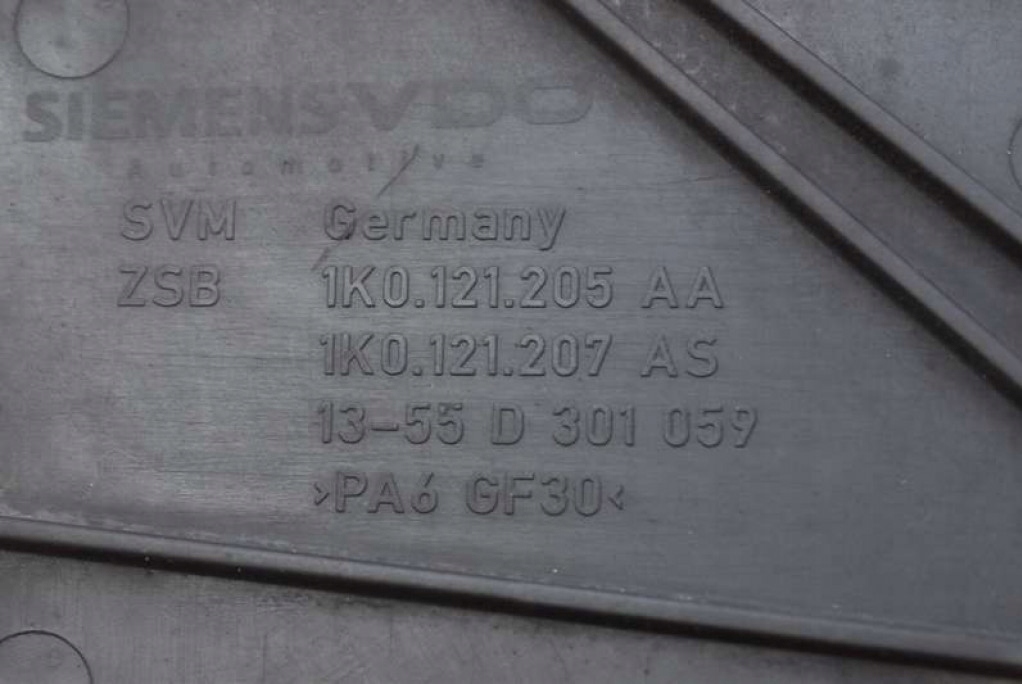 SIEMENS VDO
Automotive
SVM Germany
ZSB 1K0.121.205 AA
1K0.121.207 AS
13-55 D 301 059
>PA6 GF30<